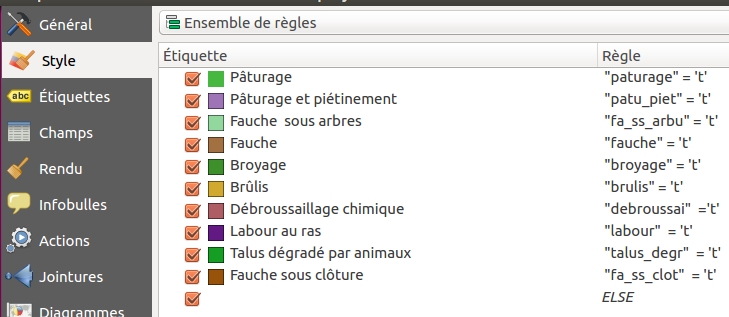 Général
Style
abc Étiquettes
Champs
Rendu
Infobulles
Actions
Jointures
Diagrammes
Ensemble de règles
Étiquette Règle
Pâturage "paturage" = 't'
Pâturage et piétinement "patu_piet" = 't'
Fauche sous arbres "fa_ss_arbu" = 't'
Fauche "fauche" = 't'
Broyage "broyage" = 't'
Brûlis "brulis" = 't'
Débroussaillage chimique "debroussai" ='t'
Labour au ras "labour" = 't'
Talus dégradé par animaux "talus_degr" = 't'
Fauche sous clôture "fa_ss_clot" = 't'
ELSE